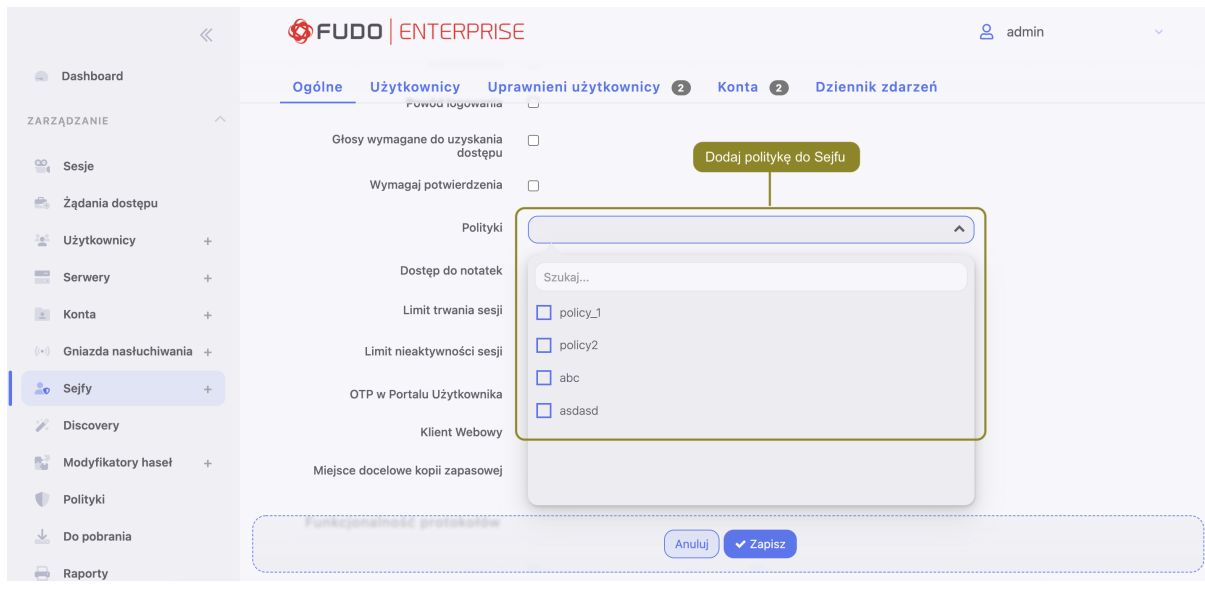 FUDO | ENTERPRISE
admin
Dashboard
Ogólne Użytkownicy Uprawnieni użytkownicy 2 Konta 2 Dziennik zdarzeń
Powód logowania
ZARZĄDZANIE
Głosy wymagane do uzyskania
dostępu
Dodaj politykę do Sejfu
Sesje
Wymagaj potwierdzenia
Żądania dostępu
Polityki
Użytkownicy +
Dostęp do notatek
Szukaj...
Serwery +
Limit trwania sesji
policy_1
Konta +
Limit nieaktywności sesji
policy2
Gniazda nasłuchiwania +
OTP w Portalu Użytkownika
abc
Sejfy +
asdasd
Discovery
Klient Webowy
Modyfikatory haseł +
Miejsce docelowe kopii zapasowej
Polityki
Funkcjonalność protokołów
Do pobrania
Anuluj Zapisz
Raporty